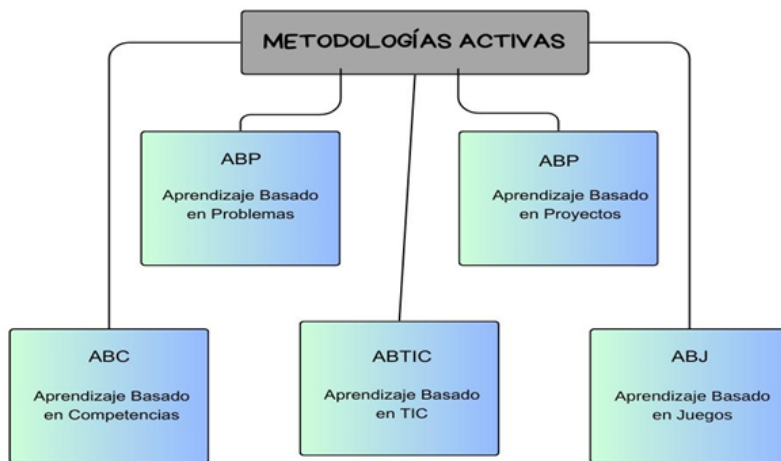 METODOLOGÍAS ACTIVAS
ABP
Aprendizaje Basado
en Problemas
ABP
Aprendizaje Basado
en Proyectos
ABC
Aprendizaje Basado
en Competencias
ABTIC
Aprendizaje Basado
en TIC
ABJ
Aprendizaje Basado
en Juegos